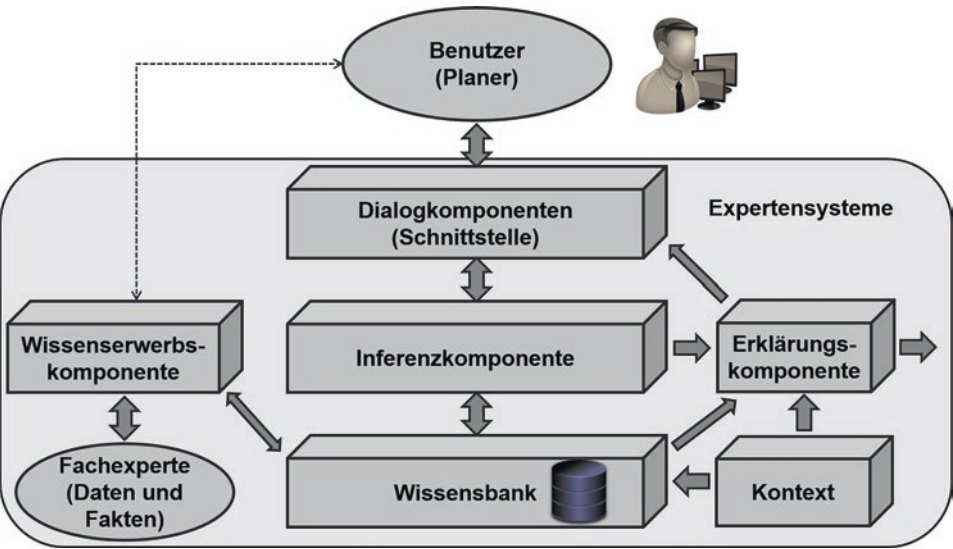 Benutzer
(Planer)
Dialogkomponenten
(Schnittstelle)
Expertensysteme
Wissenserwerbs-
komponente
Inferenzkomponente
Erklärungs-
komponente
Fachexperte
(Daten und
Fakten)
Wissensbank
Kontext